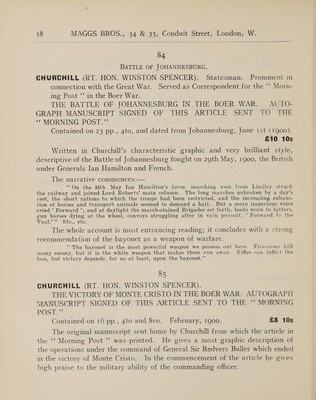 58 MAGGS BROS., 34 & 35, Conduit Street, London, W.
84
BATTLE OF JOHANNESBURG.
CHURCHILL (RT. HON. WINSTON SPENCER). Statesman. Prominent in
connection with the Great War. Served as Correspondent for the " Morn-
ing Post " in the Boer War.
THE BATTLE OF JOHANNESBURG IN THE BOER WAR. AUTO-
GRAPH MANUSCRIPT SIGNED OF THIS ARTICLE SENT TO THE
" MORNING POST."
Contained on 23 pp., 4to, and dated from Johannesburg, June 1st (1900).
£10 10s
Written in Churchill's characteristic graphic and very brilliant style,
descriptive of the Battle of Johannesburg fought on 29th May, 1900, the British
under Generals Ian Hamilton and French.
The narrative commences:—
" On the 26th May Ian Hamilton's force, marching west from Lindley struck
the railway and joined Lord Roberts' main column. The long marches unbroken by a day's
rest, the short rations to which the troops had been restricted, and the increasing exhaus-
tion of horses and transport animals seemed to demand a halt. But a more imperious voice
cried ' Forward '; and at daylight the march-stained Brigades set forth, boots worn to tatters,
gun horses dying at the wheel, convoys struggling after in vain pursuit, ' Forward to the
Vaal.' " Etc., etc.
The whole account is most entrancing reading; it concludes with a strong
recommendation of the bayonet as a weapon of warfare.
" The bayonet is the most powerful weapon we possess out here. Firearms kill
many enemy, but it is the white weapon that makes them run away. Rifles can inflict the
loss, but victory depends, for us at least, upon the bayonet."
85
CHURCHILL (RT. HON. WINSTON SPENCER).
THE VICTORY OF MONTE CRISTO IN THE BOER WAR. AUTOGRAPH
MANUSCRIPT SIGNED OF THIS ARTICLE SENT TO THE " MORNING
POST."
Contained on 16 pp., 4to and 8vo. February, 1900. £8 10s
The original manuscript sent home by Churchill from which the article in
the " Morning Post " was printed. He gives a most graphic description of
the operations under the command of General Sir Redvers Buller which ended
in the victory of Monte Cristo. In the commencement of the article he gives
high praise to the military ability of the commanding officer.